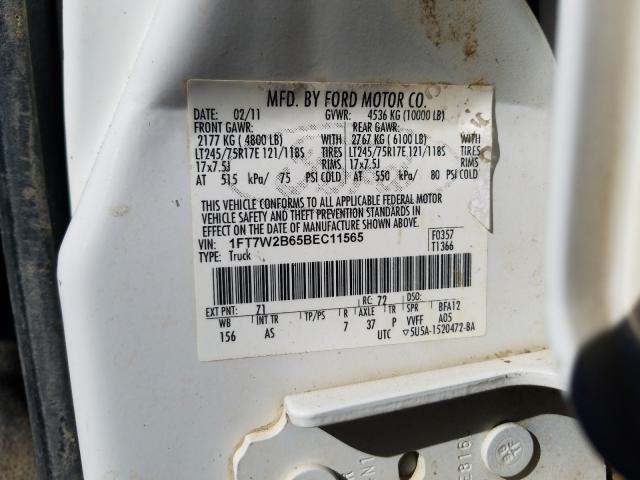 MFD. BY FORD MOTOR CO.
DATE: 02/11 GVWR: 4536 KG (10000 LB)
FRONT GAWR: REAR GAWR:
2177 KG ( 4800 LB) WITH 2767 KG ( 6100 LB) WITH
LT245/75R17E 121/118S TIRES LT245/75R17E 121/118S TIRES
17x7.5J RIMS 17x7.5J RIMS
AT 515 kPa/ 75 PSI COLD AT 550 kPa/ 80 PSI COLD
THIS VEHICLE CONFORMS TO ALL APPLICABLE FEDERAL MOTOR
VEHICLE SAFETY AND THEFT PREVENTION STANDARDS IN
EFFECT ON THE DATE OF MANUFACTURE SHOWN ABOVE.
VIN: 1FT7W2B65BEC11565 F0357
TYPE: Truck T1366
EXT PNT: 71 RC: 72 DSO:
WB INT TR TP/PS R AXLE TR SPR BFA12
156 AS 7 37 P VVFF A05
UTC ▽5U5A-1520472-BA